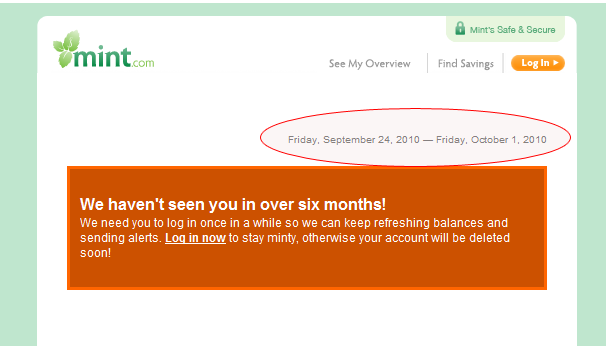 Mint's Safe & Secure
mint.com
See My Overview Find Savings Log in
Friday, September 24, 2010 — Friday, October 1, 2010
We haven't seen you in over six months!
We need you to log in once in a while so we can keep refreshing balances and
sending alerts. Log in now to stay minty, otherwise your account will be deleted
soon!